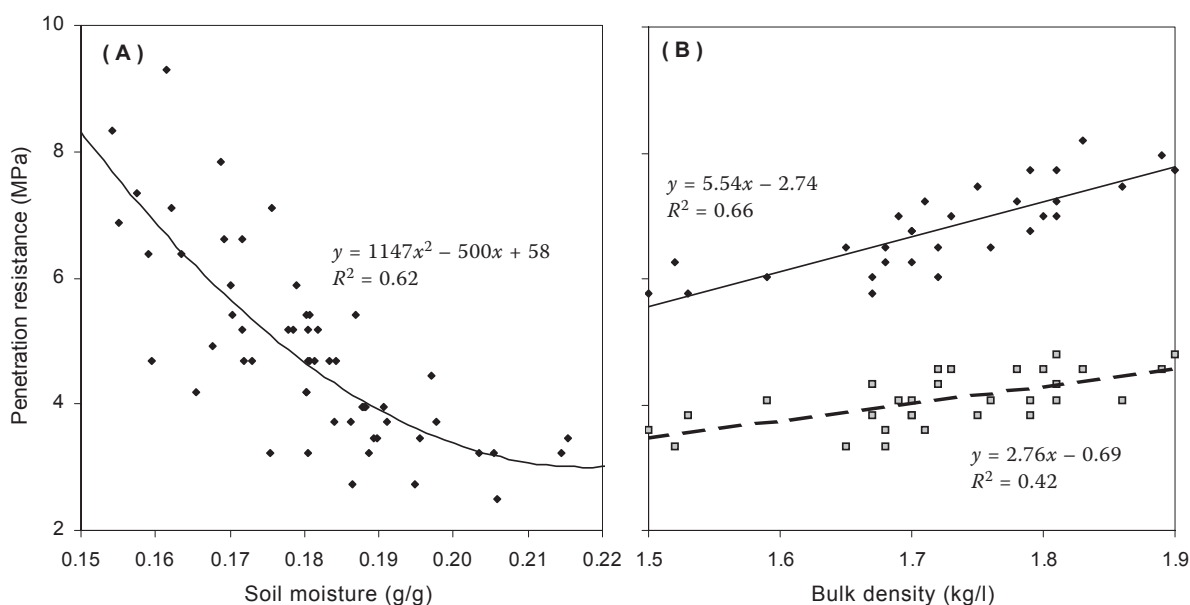 10
8
6
4
2
Penetration resistance (MPa)
( A )
y = 1147x² – 500x + 58
R² = 0.62
0.15 0.16 0.17 0.18 0.19 0.20 0.21 0.22
Soil moisture (g/g)
( B )
y = 5.54x – 2.74
R² = 0.66
y = 2.76x – 0.69
R² = 0.42
1.5 1.6 1.7 1.8 1.9
Bulk density (kg/l)